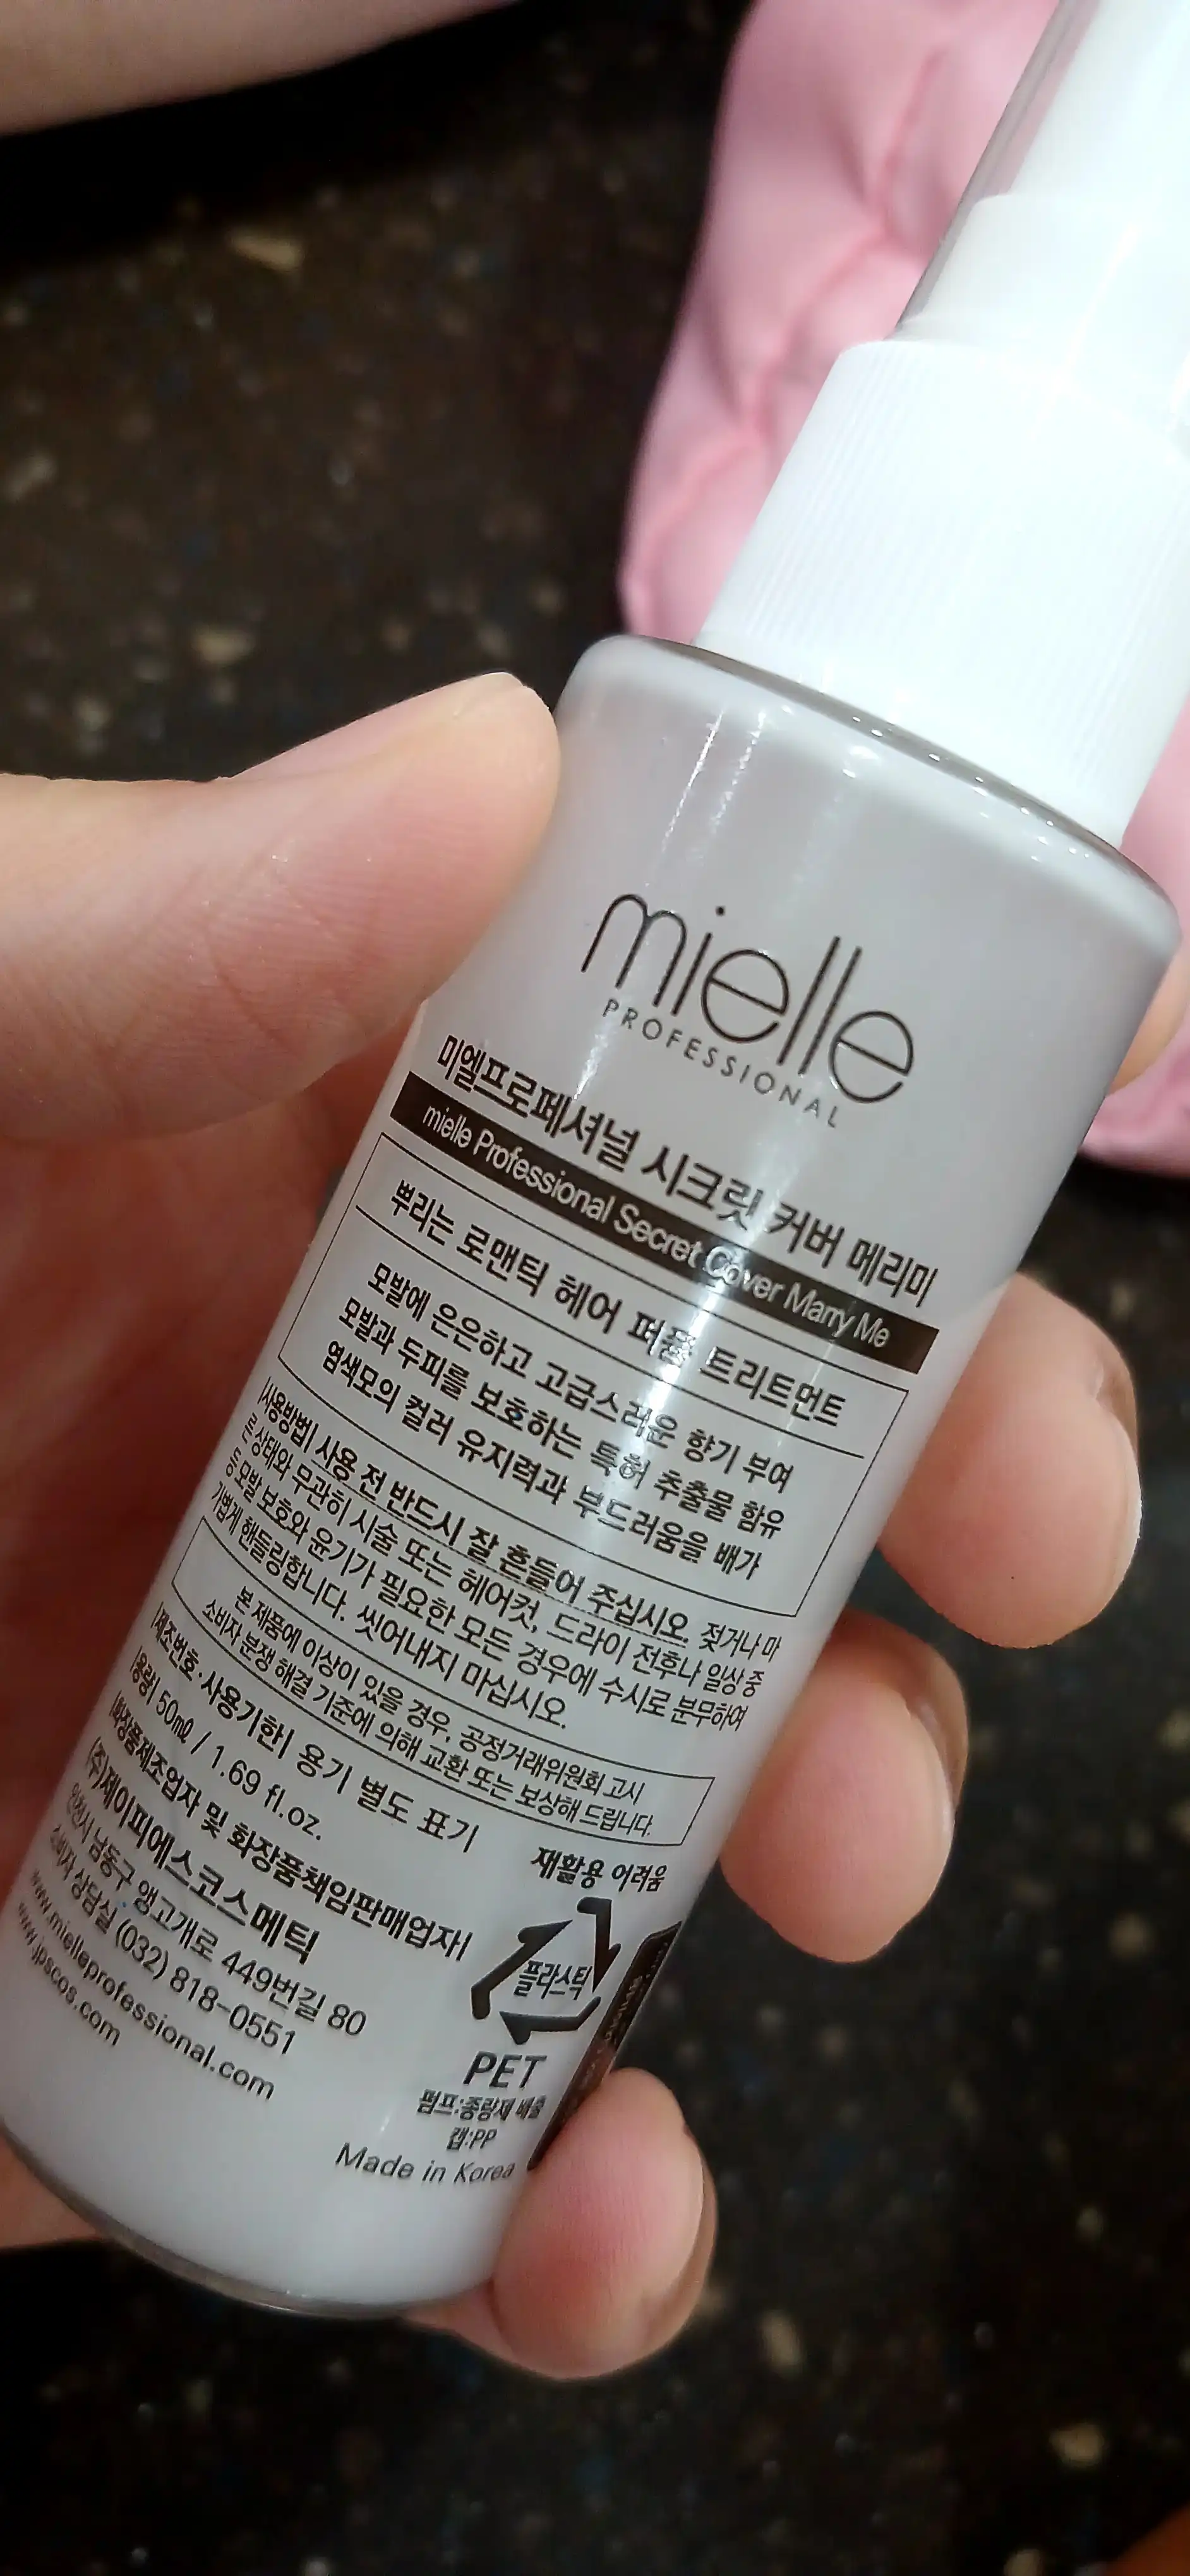 mielle
PROFESSIONAL
미엘프로페셔널 시크릿 커버 메리미
mielle Professional Secret Cover Marry Me
뿌리는 로맨틱 헤어 퍼퓸 트리트먼트
모발에 은은하고 고급스러운 향기 부여
모발과 두피를 보호하는 특허 추출물 함유
염색모의 컬러 유지력과 부드러움을 배가
|사용방법| 사용 전 반드시 잘 흔들어 주십시오. 젖거나 마
른 상태와 무관히 시술 또는 헤어컷, 드라이 전후나 일상 중
등 모발 보호와 윤기가 필요한 모든 경우에 수시로 분무하여
가볍게 핸들링합니다. 씻어내지 마십시오.
본 제품에 이상이 있을 경우, 공정거래위원회 고시
소비자 분쟁 해결 기준에 의해 교환 또는 보상해 드립니다.
|제조번호·사용기한| 용기 별도 표기
|용량| 50㎖ / 1.69 fl.oz.
|화장품제조업자 및 화장품책임판매업자|
(주)제이피에스코스메틱
인천시 남동구 앵고개로 449번길 80
소비자 상담실 (032) 818-0551
www.mielleprofessional.com
www.jpscos.com
재활용 어려움
플라스틱
PET
펌프:종량제 배출
캡:PP
Made in Korea